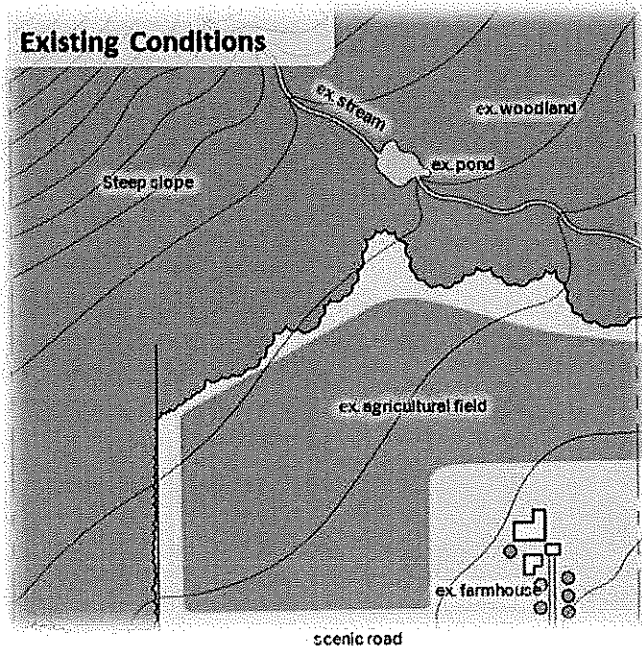 Existing Conditions
ex. stream
ex. woodland
ex. pond
Steep slope
ex. agricultural field
ex. farmhouse
scenic road